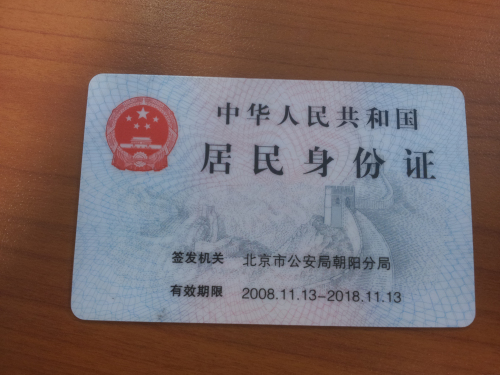 中华人民共和国
居民身份证
签发机关 北京市公安局朝阳分局
有效期限 2008.11.13-2018.11.13